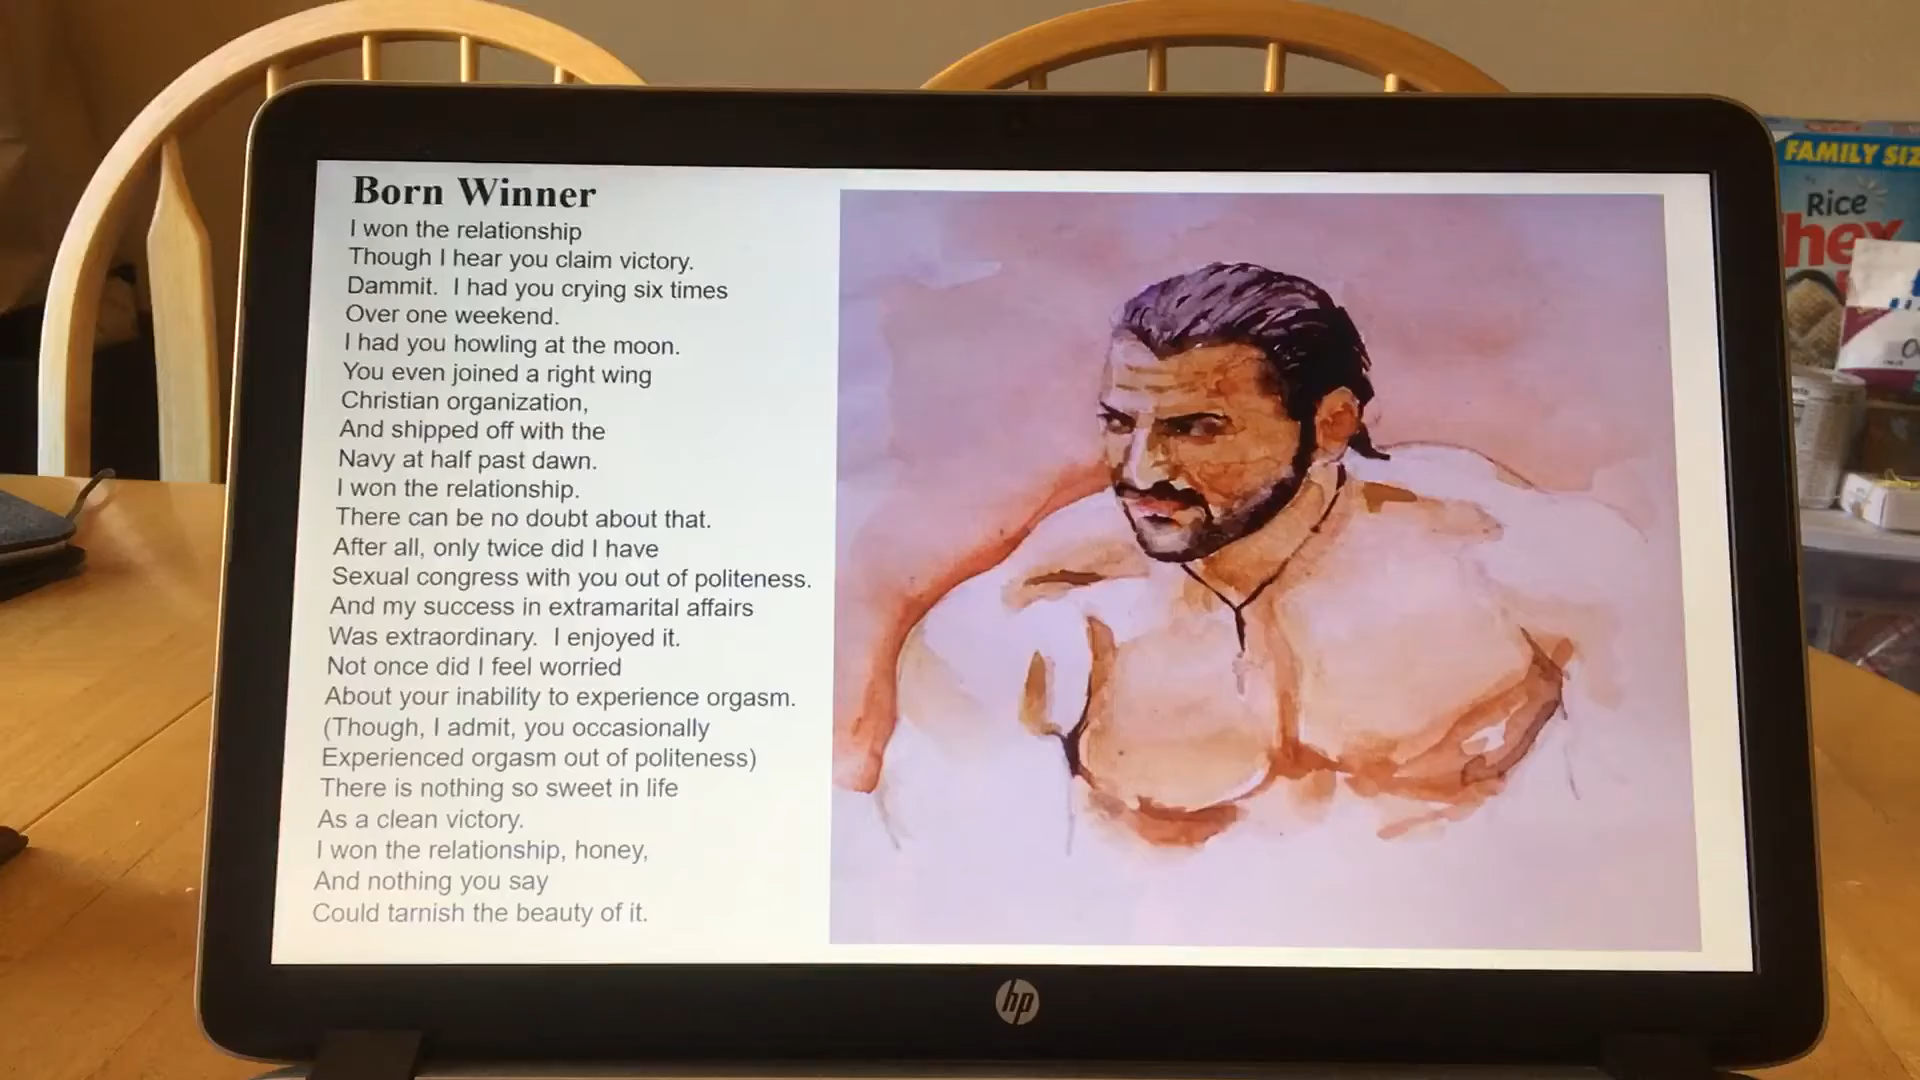 Born Winner
I won the relationship
Though I hear you claim victory.
Dammit.  I had you crying six times
Over one weekend.
I had you howling at the moon.
You even joined a right wing
Christian organization,
And shipped off with the
Navy at half past dawn.
I won the relationship.
There can be no doubt about that.
After all, only twice did I have
Sexual congress with you out of politeness.
And my success in extramarital affairs
Was extraordinary.  I enjoyed it.
Not once did I feel worried
About your inability to experience orgasm.
(Though, I admit, you occasionally
Experienced orgasm out of politeness)
There is nothing so sweet in life
As a clean victory.
I won the relationship, honey,
And nothing you say
Could tarnish the beauty of it.
hp
FAMILY SIZ
Rice
hex